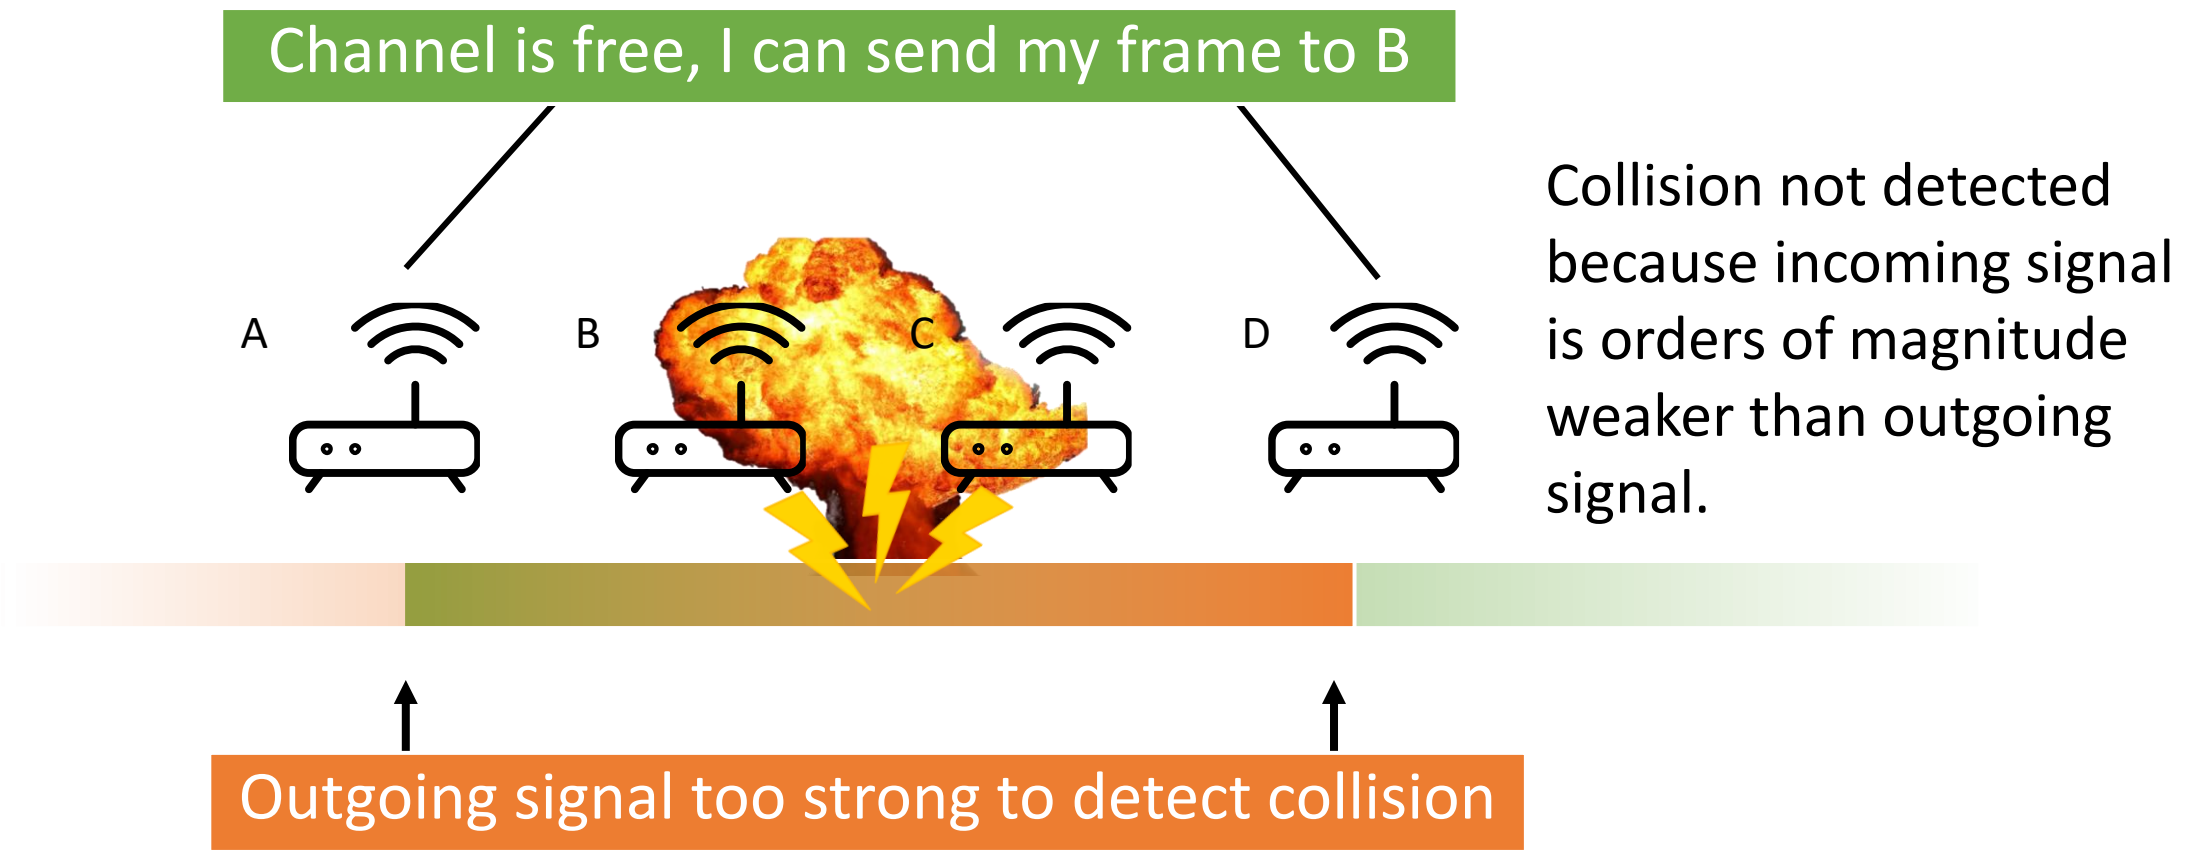 Channel is free, I can send my frame to B
A
B
C
D
Collision not detected
because incoming signal
is orders of magnitude
weaker than outgoing
signal.
Outgoing signal too strong to detect collision